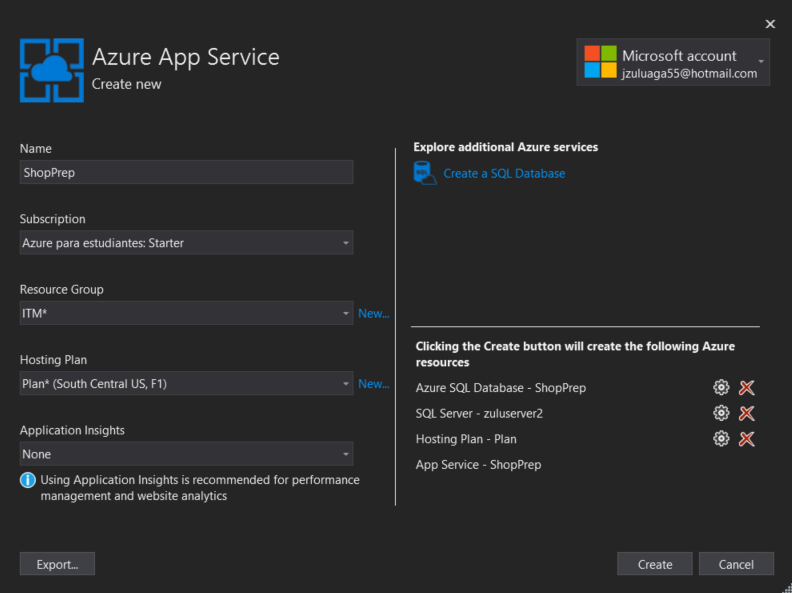 Azure App Service
Create new
Microsoft account
jzuluaga55@hotmail.com
Name
ShopPrep
Subscription
Azure para estudiantes: Starter
Resource Group
ITM*
New...
Hosting Plan
Plan* (South Central US, F1)
New...
Application Insights
None
Using Application Insights is recommended for performance
management and website analytics
Explore additional Azure services
Create a SQL Database
Clicking the Create button will create the following Azure
resources
Azure SQL Database - ShopPrep
SQL Server - zuluserver2
Hosting Plan - Plan
App Service - ShopPrep
Export...
Create
Cancel